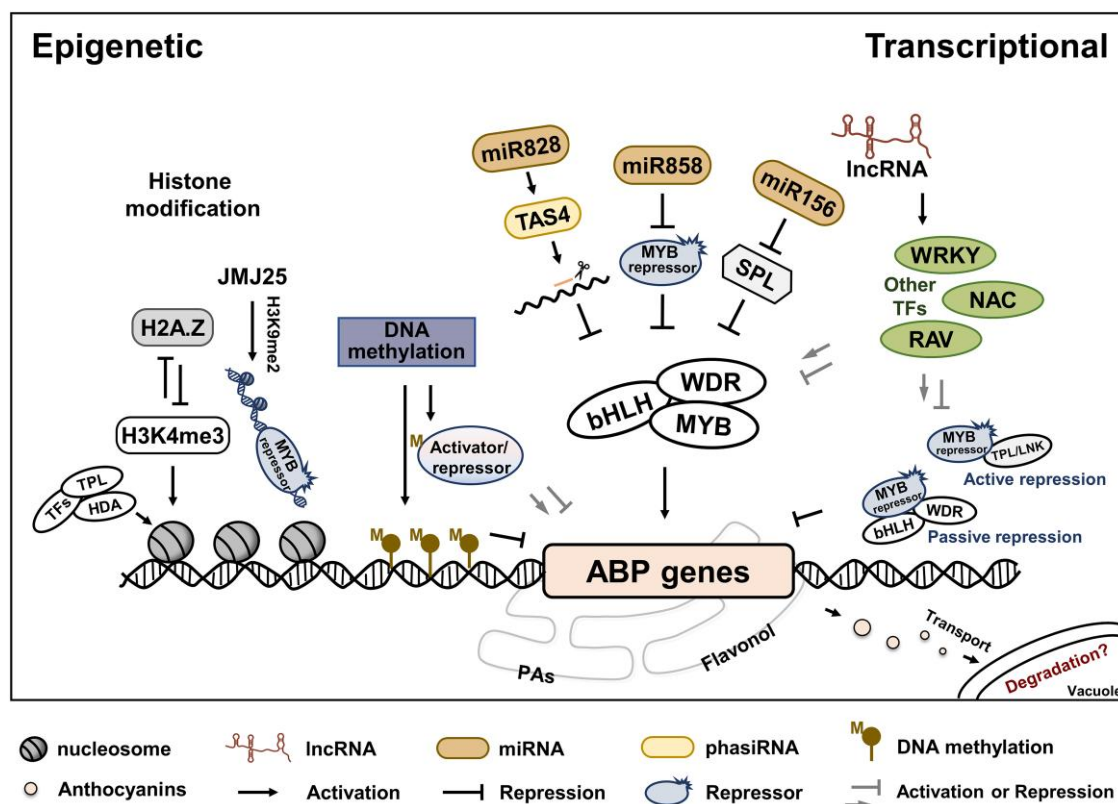 Epigenetic
Transcriptional
Histone
modification
JMJ25
H3K9me2
H2A.Z
H3K4me3
MYB
repressor
TPL
TFs
HDA
DNA
methylation
M
Activator/
repressor
M
M
M
miR828
TAS4
miR858
MYB
repressor
miR156
SPL
lncRNA
WRKY
Other
TFs
NAC
RAV
WDR
bHLH
MYB
MYB
repressor
TPL/LNK
Active repression
MYB
repressor
WDR
bHLH
Passive repression
ABP genes
PAs
Flavonol
Transport
Degradation?
Vacuole
nucleosome
lncRNA
miRNA
phasiRNA
M
DNA methylation
Anthocyanins
Activation
Repression
Repressor
Activation or Repression